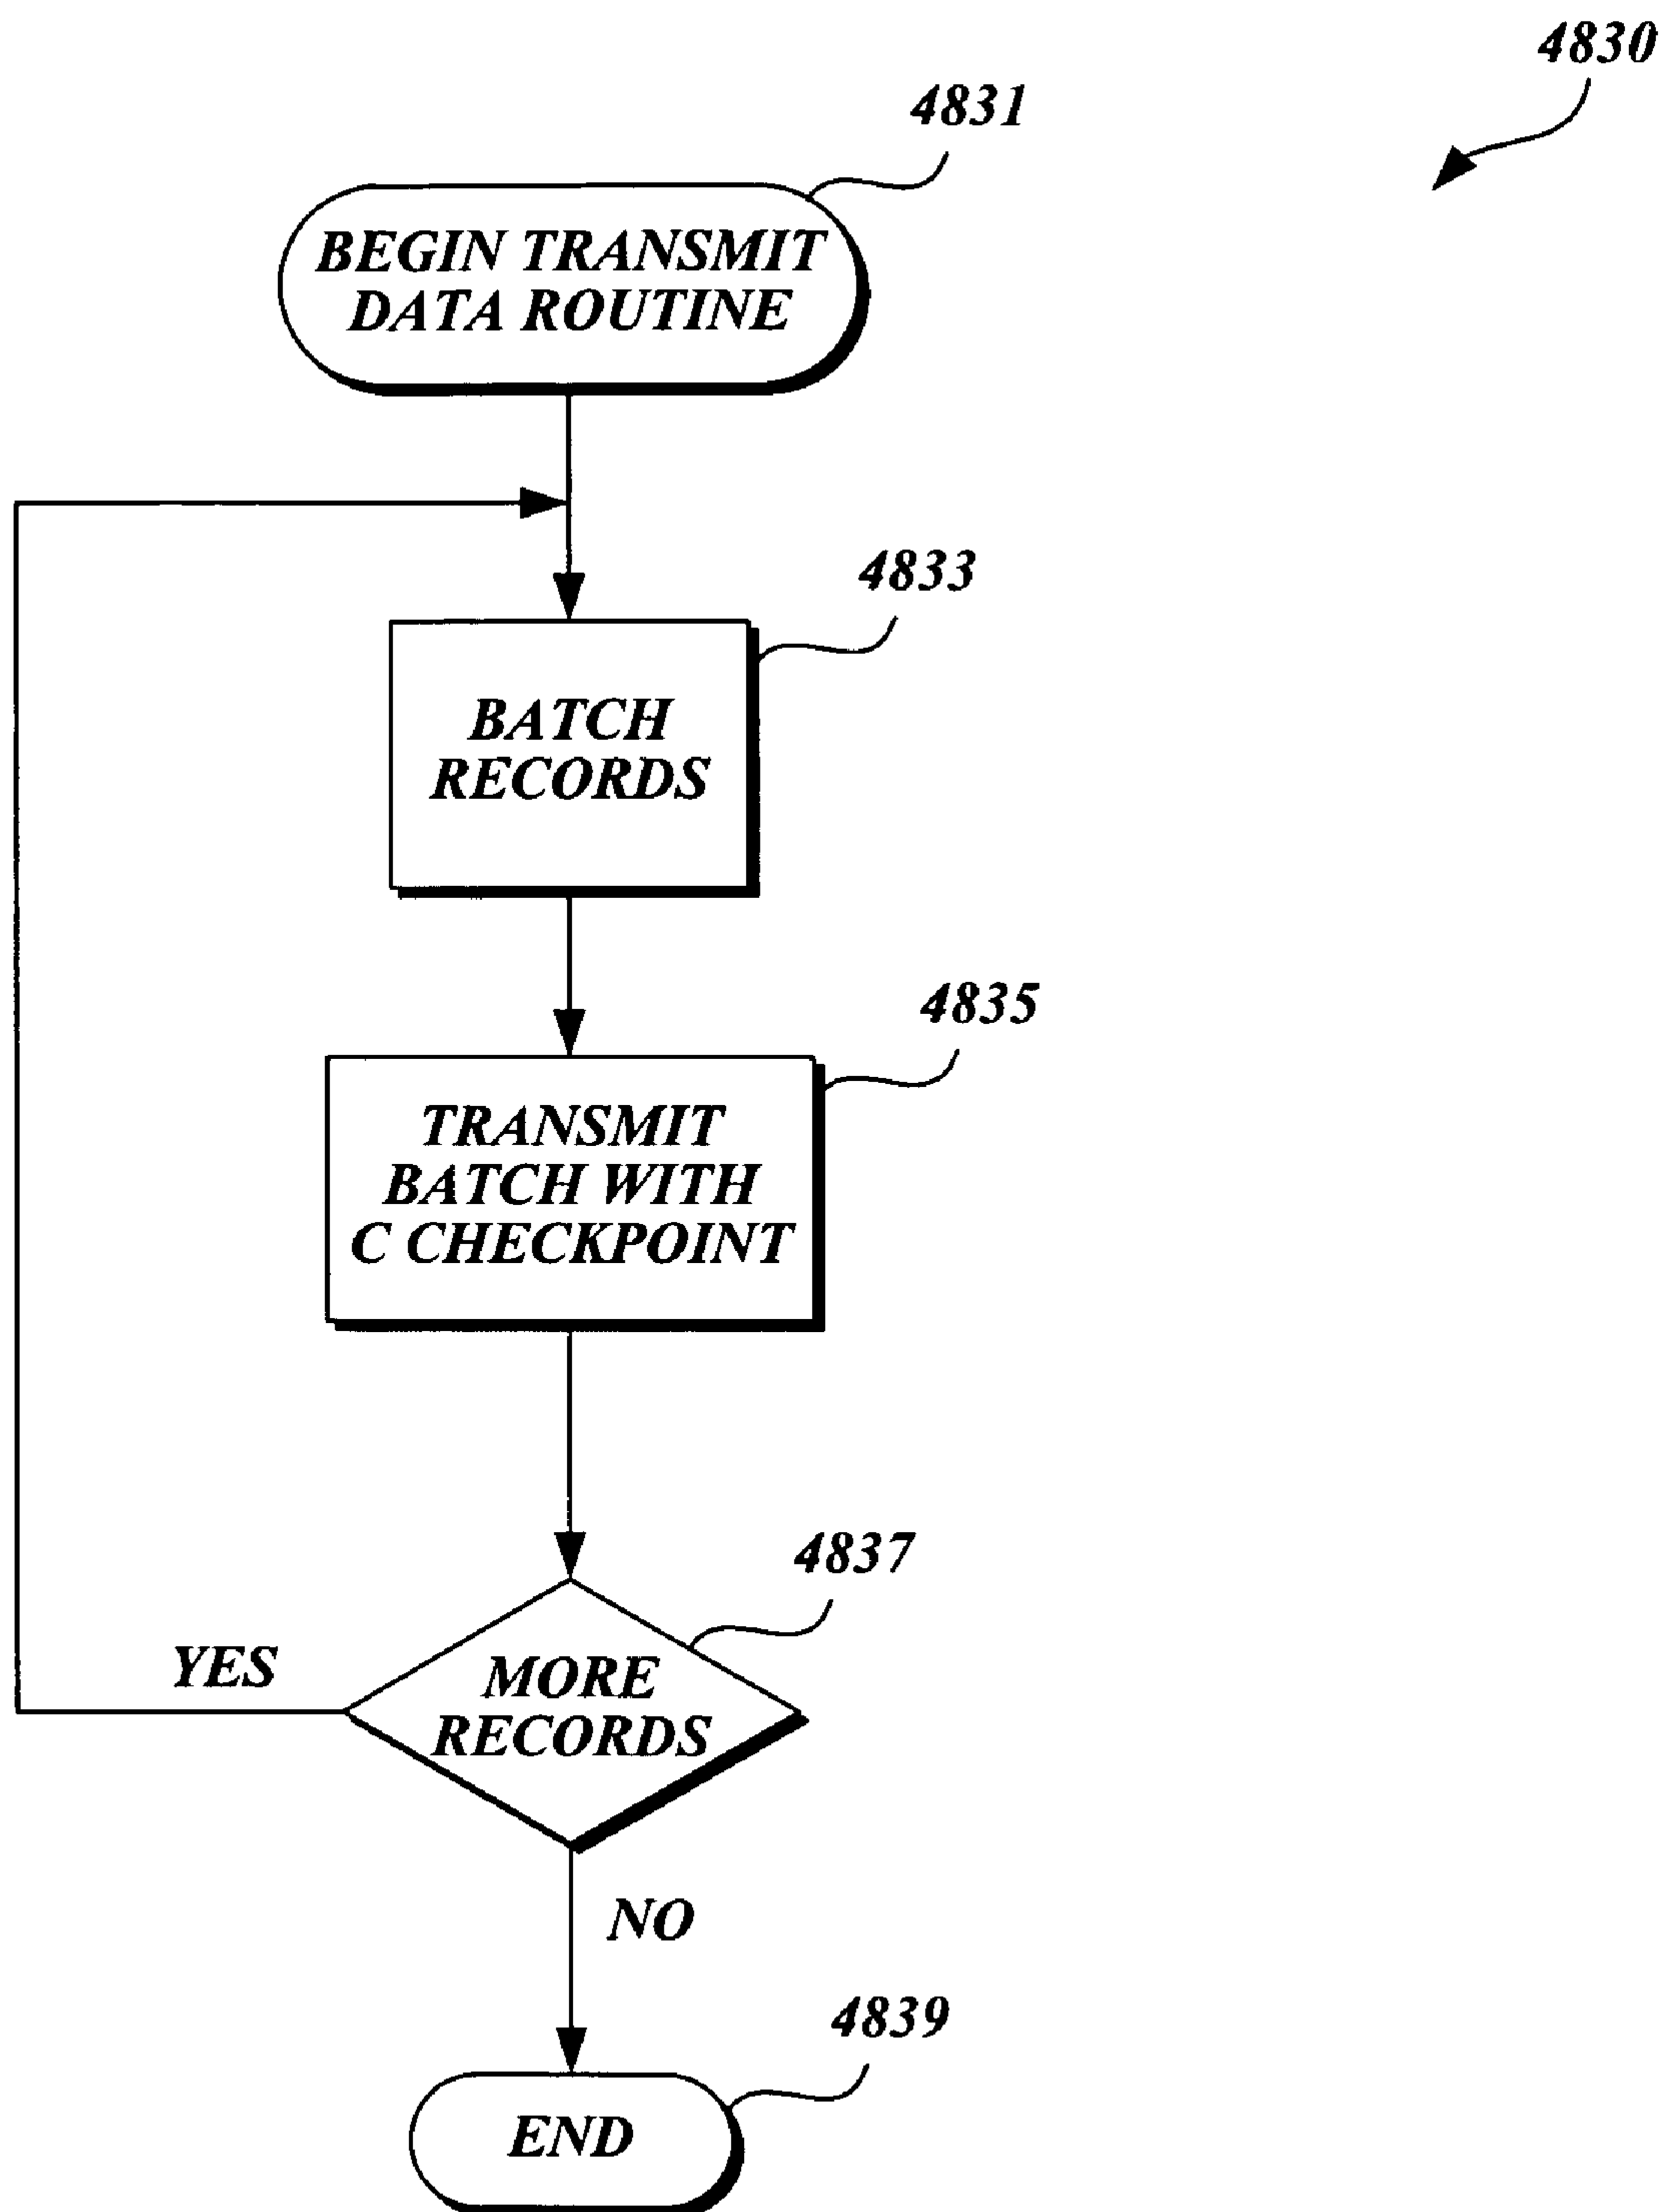 4830
4831
BEGIN TRANSMIT
DATA ROUTINE
4833
BATCH
RECORDS
4835
TRANSMIT
BATCH WITH
C CHECKPOINT
4837
YES
MORE
RECORDS
NO
4839
END